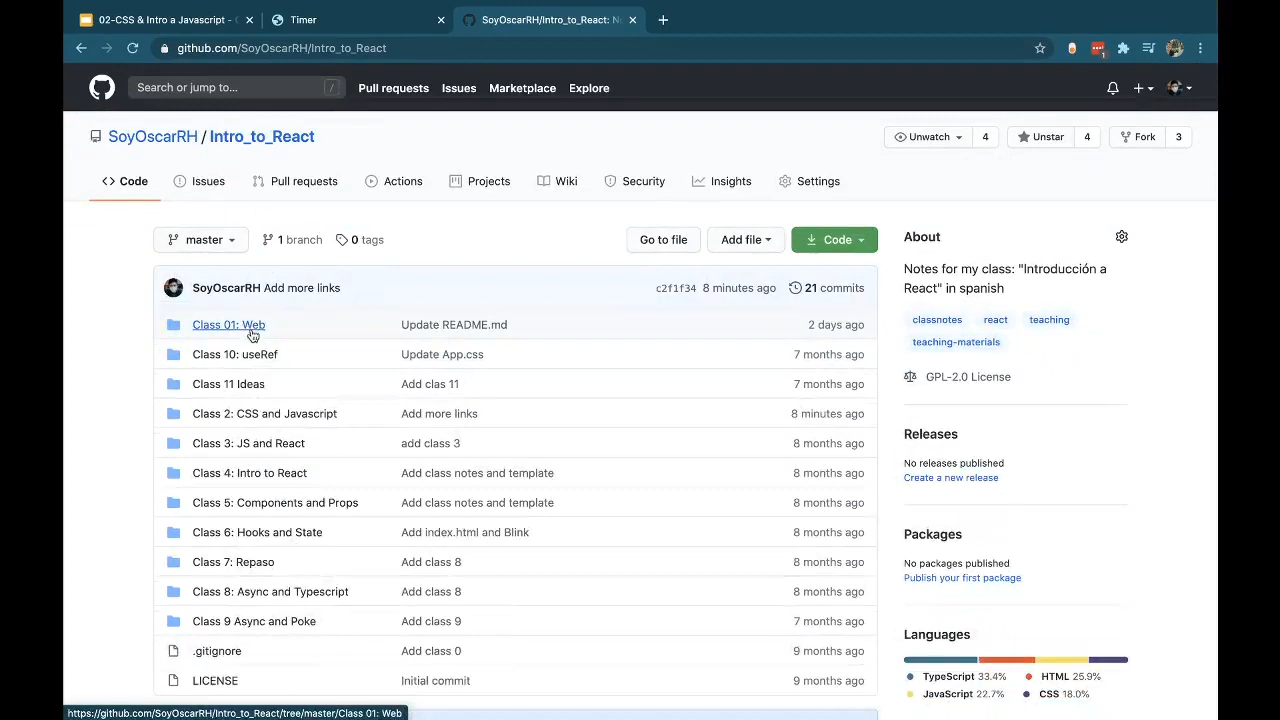 02-CSS & Intro a Javascript -
Timer
SoyOscarRH/Intro_to_React: N
github.com/SoyOscarRH/Intro_to_React
1
Search or jump to...
/
Pull requests
Issues
Marketplace
Explore
SoyOscarRH / Intro_to_React
Unwatch 4
Unstar 4
Fork 3
<> Code
Issues
Pull requests
Actions
Projects
Wiki
Security
Insights
Settings
master
1 branch
0 tags
Go to file
Add file
Code
SoyOscarRH Add more links c2f1f34 8 minutes ago 21 commits
Class 01: Web Update README.md 2 days ago
Class 10: useRef Update App.css 7 months ago
Class 11 Ideas Add clas 11 7 months ago
Class 2: CSS and Javascript Add more links 8 minutes ago
Class 3: JS and React add class 3 8 months ago
Class 4: Intro to React Add class notes and template 8 months ago
Class 5: Components and Props Add class notes and template 8 months ago
Class 6: Hooks and State Add index.html and Blink 8 months ago
Class 7: Repaso Add class 8 8 months ago
Class 8: Async and Typescript Add class 8 8 months ago
Class 9 Async and Poke Add class 9 7 months ago
.gitignore Add class 0 9 months ago
LICENSE Initial commit 9 months ago
About
Notes for my class: "Introducción a
React" in spanish
classnotes react teaching
teaching-materials
GPL-2.0 License
Releases
No releases published
Create a new release
Packages
No packages published
Publish your first package
Languages
TypeScript 33.4% HTML 25.9%
JavaScript 22.7% CSS 18.0%
https://github.com/SoyOscarRH/Intro_to_React/tree/master/Class 01: Web